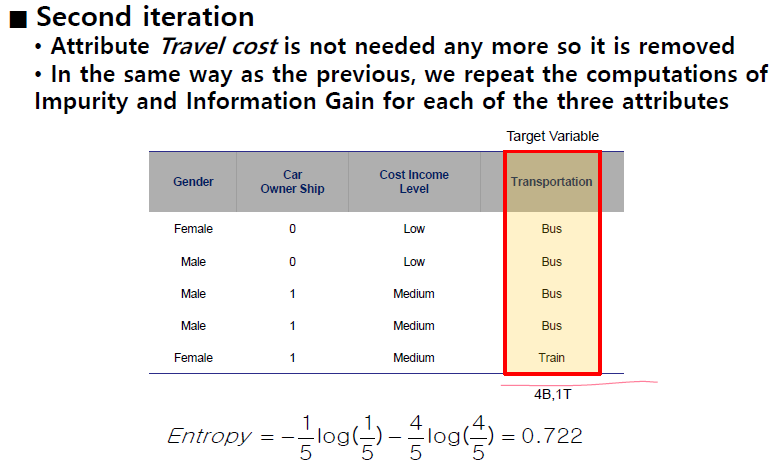 ■ Second iteration
• Attribute Travel cost is not needed any more so it is removed
• In the same way as the previous, we repeat the computations of
Impurity and Information Gain for each of the three attributes
Target Variable
Gender Car Owner Ship Cost Income Level Transportation
Female 0 Low Bus
Male 0 Low Bus
Male 1 Medium Bus
Male 1 Medium Bus
Female 1 Medium Train
4B,1T
Entropy = −1/5 log(1/5) − 4/5 log(4/5) = 0.722